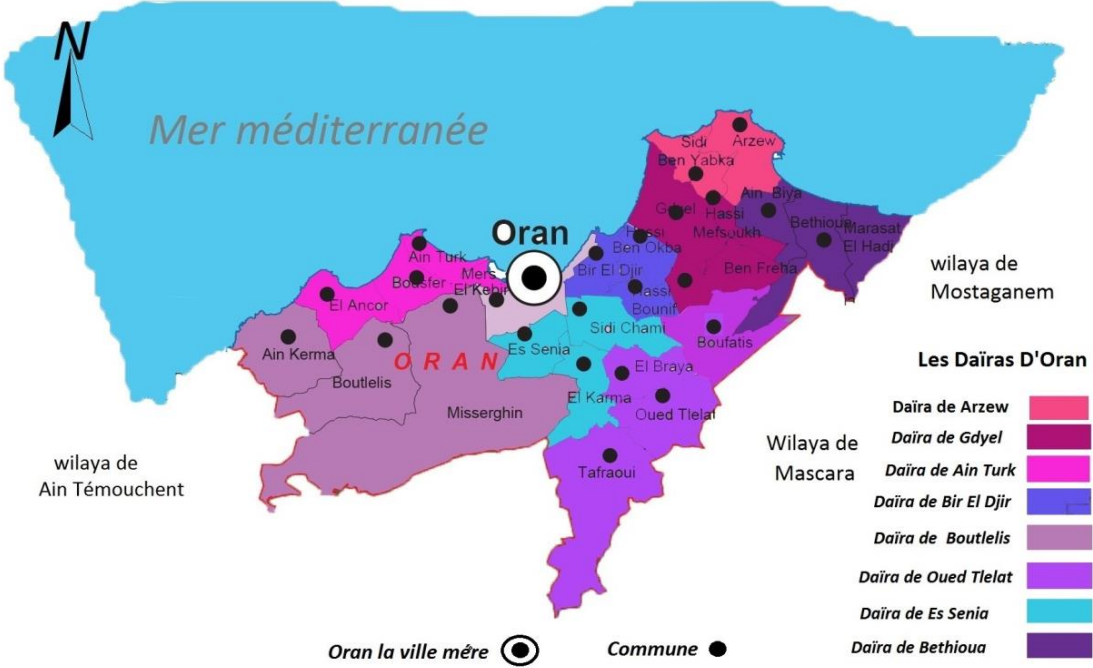 N
Mer méditerranée
Sidi
Ben Yabka
Arzew
Gdyel
Hassi
Mefsoukh
Ain Biya
Bethioua
Marasat
El Hadi
Oran
Hassi
Ben Okba
Bir El Djir
Ben Freha
Hassi
Bounif
Ain Turk
Bousfer
Mers
El Kebir
El Ancor
Sidi Chami
Boufatis
Es Senia
Ain Kerma
ORAN
Boutlelis
El Braya
El Karma
Oued Tlelat
Misserghin
Tafraoui
wilaya de
Mostaganem
wilaya de
Ain Témouchent
Wilaya de
Mascara
Les Daïras D'Oran
Daïra de Arzew
Daïra de Gdyel
Daïra de Ain Turk
Daïra de Bir El Djir
Daïra de Boutlelis
Daïra de Oued Tlelat
Daïra de Es Senia
Daïra de Bethioua
Oran la ville mére
Commune